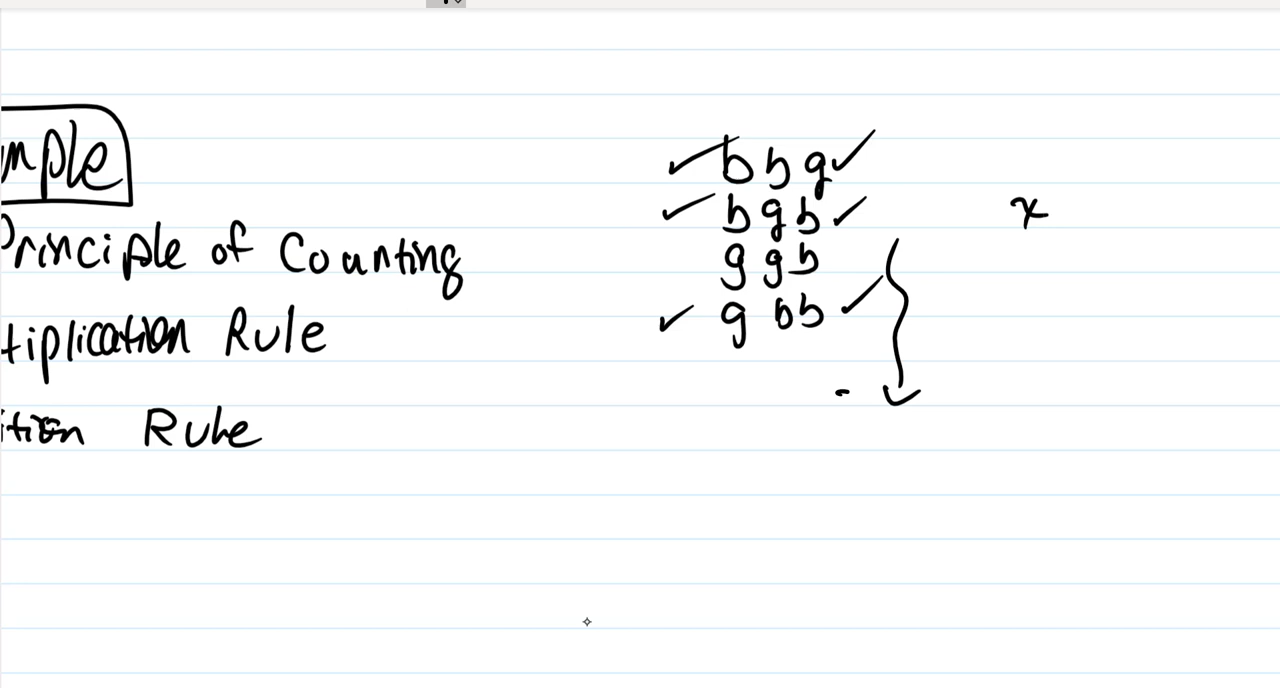 mple
Principle of Counting
tiplication Rule
ition Rule
✓ b b g ✓
✓ b g b ✓
g g b
✓ g b b ✓
x